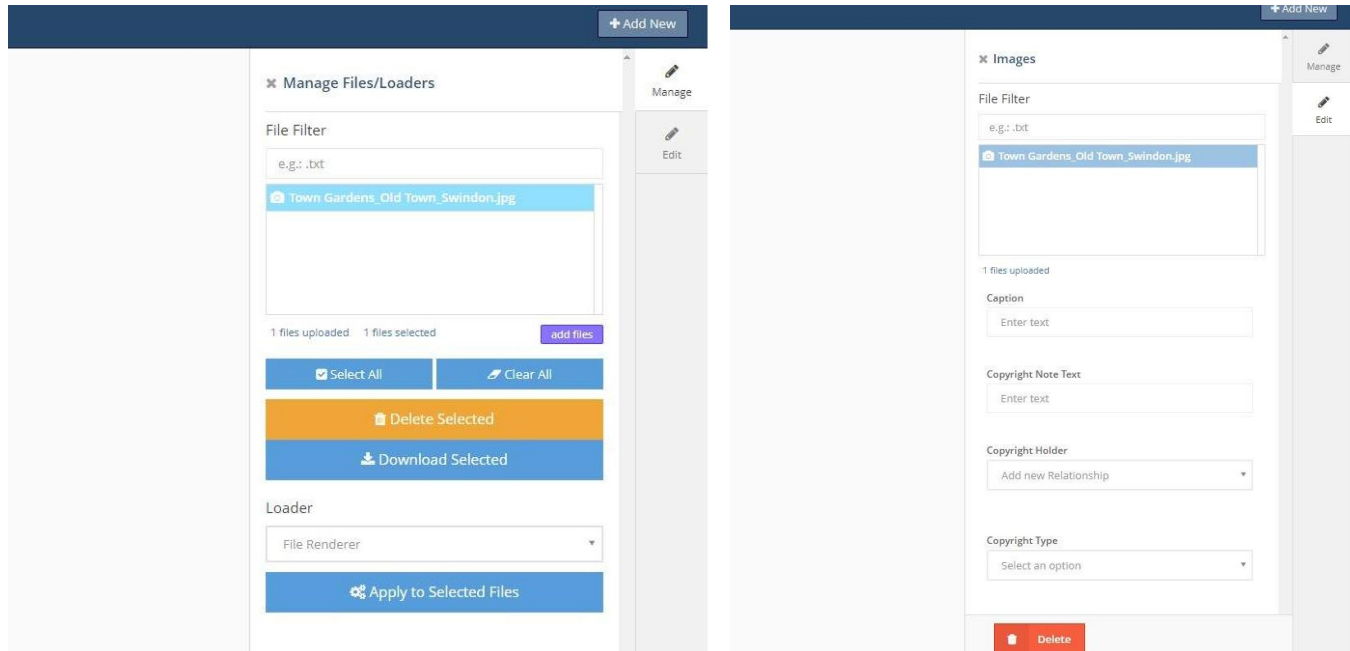 Add New
Manage Files/Loaders
Manage
File Filter
Edit
e.g.: .txt
Town Gardens_Old Town_Swindon.jpg
1 files uploaded 1 files selected
add files
Select All Clear All
Delete Selected
Download Selected
Loader
File Renderer
Apply to Selected Files
Add New
Images
Manage
File Filter
Edit
e.g.: .txt
Town Gardens_Old Town_Swindon.jpg
1 files uploaded
Caption
Enter text
Copyright Note Text
Enter text
Copyright Holder
Add new Relationship
Copyright Type
Select an option
Delete